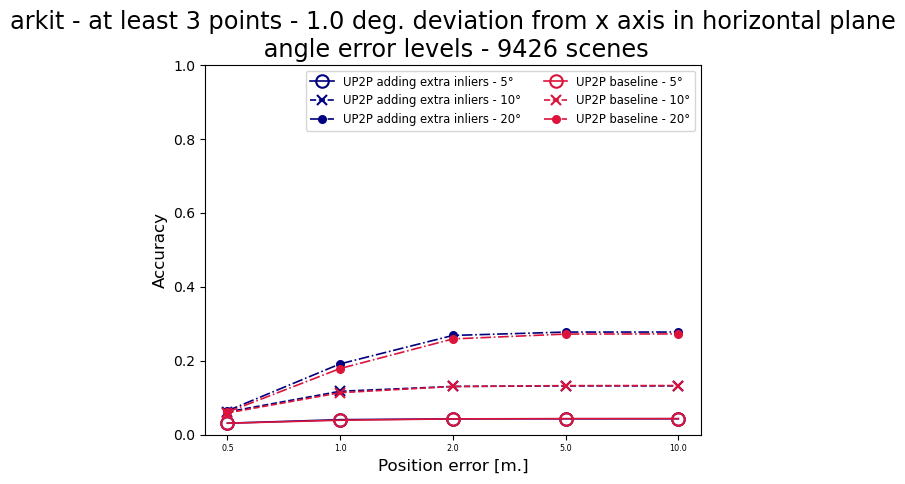 arkit - at least 3 points - 1.0 deg. deviation from x axis in horizontal plane
angle error levels - 9426 scenes
UP2P adding extra inliers - 5°
UP2P adding extra inliers - 10°
UP2P adding extra inliers - 20°
UP2P baseline - 5°
UP2P baseline - 10°
UP2P baseline - 20°
Accuracy
1.0
0.8
0.6
0.4
0.2
0.0
0.5
1.0
2.0
5.0
10.0
Position error [m.]